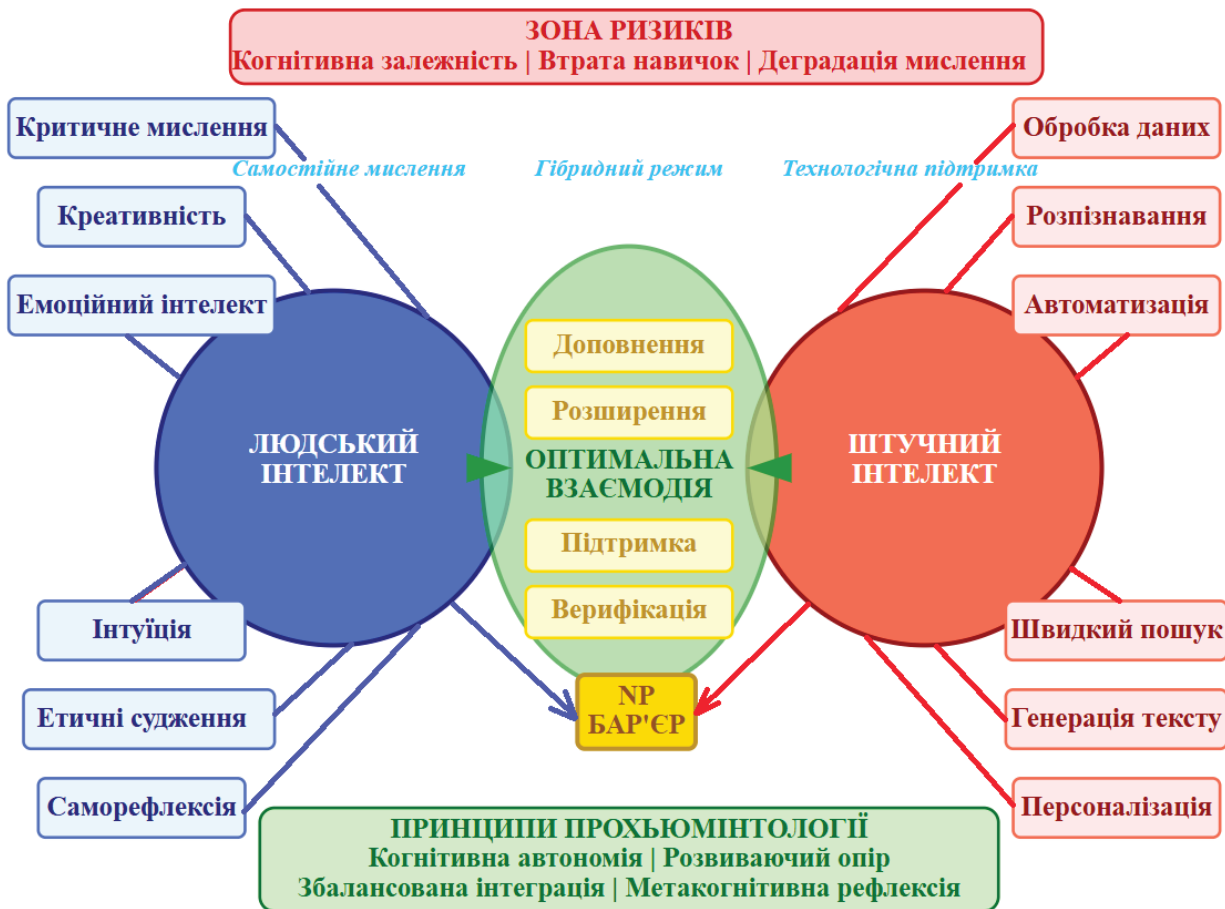 ЗОНА РИЗИКІВ
Когнітивна залежність | Втрата навичок | Деградація мислення
Критичне мислення
Обробка даних
Самостійне мислення
Гібридний режим
Технологічна підтримка
Креативність
Розпізнавання
Емоційний інтелект
Автоматизація
Доповнення
Розширення
ЛЮДСЬКИЙ
ІНТЕЛЕКТ
ОПТИМАЛЬНА
ВЗАЄМОДІЯ
ШТУЧНИЙ
ІНТЕЛЕКТ
Підтримка
Верифікація
Інтуїція
Швидкий пошук
NP
БАР'ЄР
Етичні судження
Генерація тексту
Саморефлексія
Персоналізація
ПРИНЦИПИ ПРОХЬЮМІНТОЛОГІЇ
Когнітивна автономія | Розвиваючий опір
Збалансована інтеграція | Метакогнітивна рефлексія